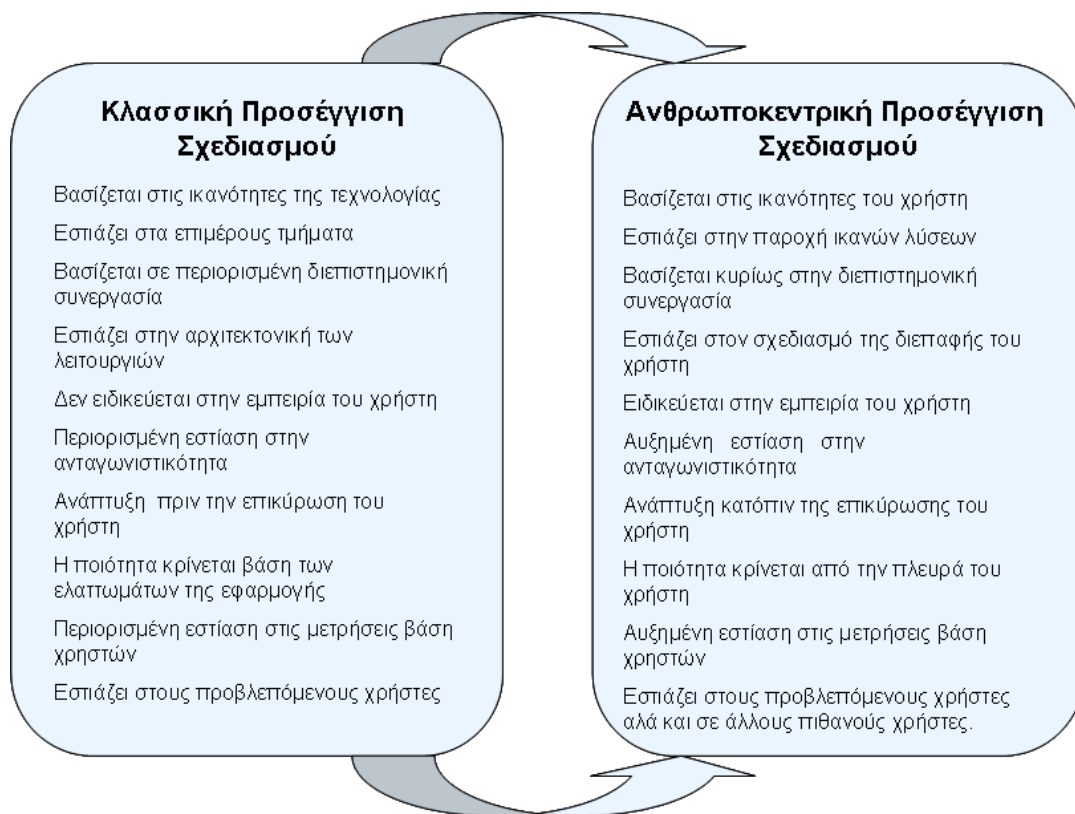 Κλασσική Προσέγγιση
Σχεδιασμού
Βασίζεται στις ικανότητες της τεχνολογίας
Εστιάζει στα επιμέρους τμήματα
Βασίζεται σε περιορισμένη διεπιστημονική
συνεργασία
Εστιάζει στην αρχιτεκτονική των
λειτουργιών
Δεν ειδικεύεται στην εμπειρία του χρήστη
Περιορισμένη εστίαση στην
ανταγωνιστικότητα
Ανάπτυξη πριν την επικύρωση του
χρήστη
Η ποιότητα κρίνεται βάση των
ελαττωμάτων της εφαρμογής
Περιορισμένη εστίαση στις μετρήσεις βάση
χρηστών
Εστιάζει στους προβλεπόμενους χρήστες
Ανθρωποκεντρική Προσέγγιση
Σχεδιασμού
Βασίζεται στις ικανότητες του χρήστη
Εστιάζει στην παροχή ικανών λύσεων
Βασίζεται κυρίως στην διεπιστημονική
συνεργασία
Εστιάζει στον σχεδιασμό της διεπαφής του
χρήστη
Ειδικεύεται στην εμπειρία του χρήστη
Αυξημένη εστίαση στην
ανταγωνιστικότητα
Ανάπτυξη κατόπιν της επικύρωσης του
χρήστη
Η ποιότητα κρίνεται από την πλευρά του
χρήστη
Αυξημένη εστίαση στις μετρήσεις βάση
χρηστών
Εστιάζει στους προβλεπόμενους χρήστες
αλά και σε άλλους πιθανούς χρήστες.